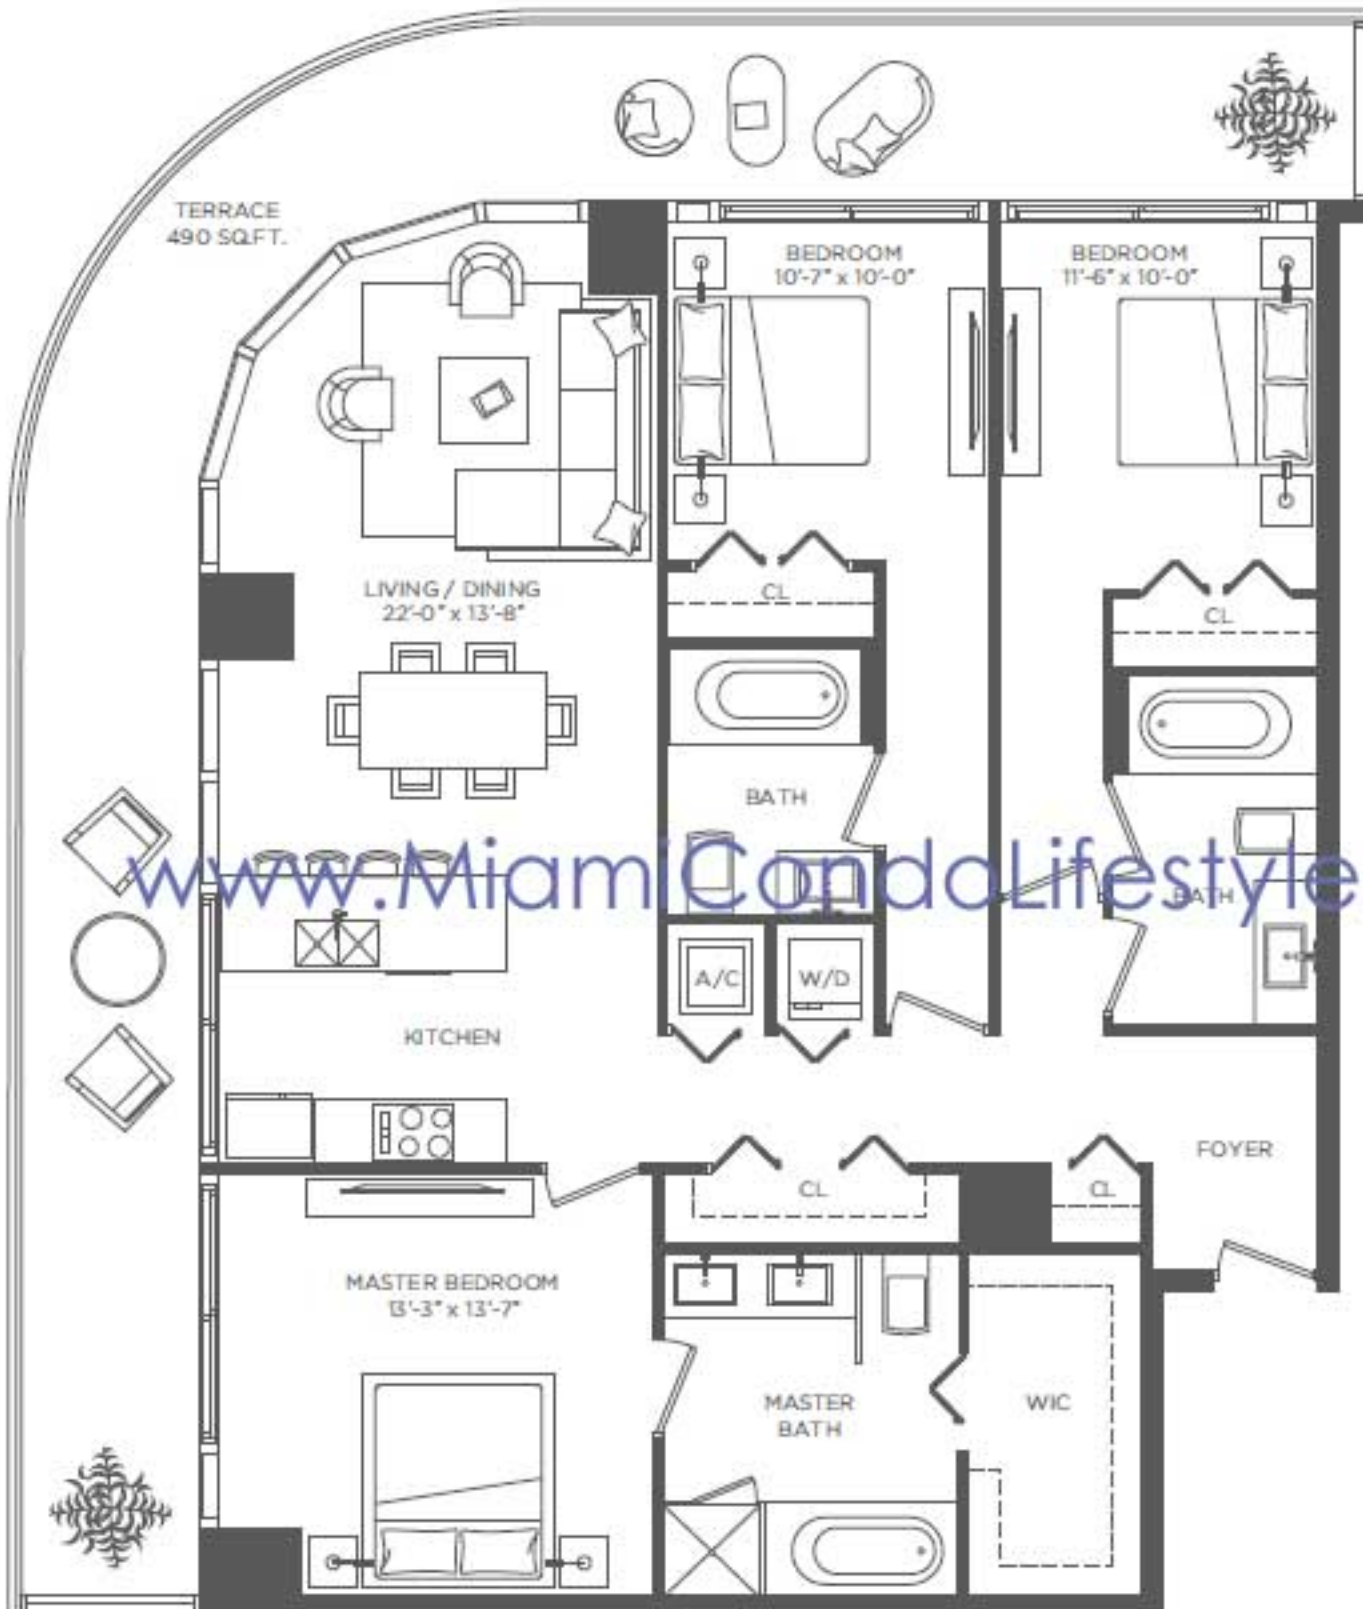 TERRACE
490 SQ.FT.
BEDROOM
10'-7" x 10'-0"
BEDROOM
11'-6" x 10'-0"
LIVING / DINING
22'-0" x 13'-8"
CL
CL
BATH
www.MiamiCondoLifestyle
BATH
A/C
W/D
KITCHEN
FOYER
CL
CL
MASTER BEDROOM
13'-3" x 13'-7"
MASTER
BATH
WIC